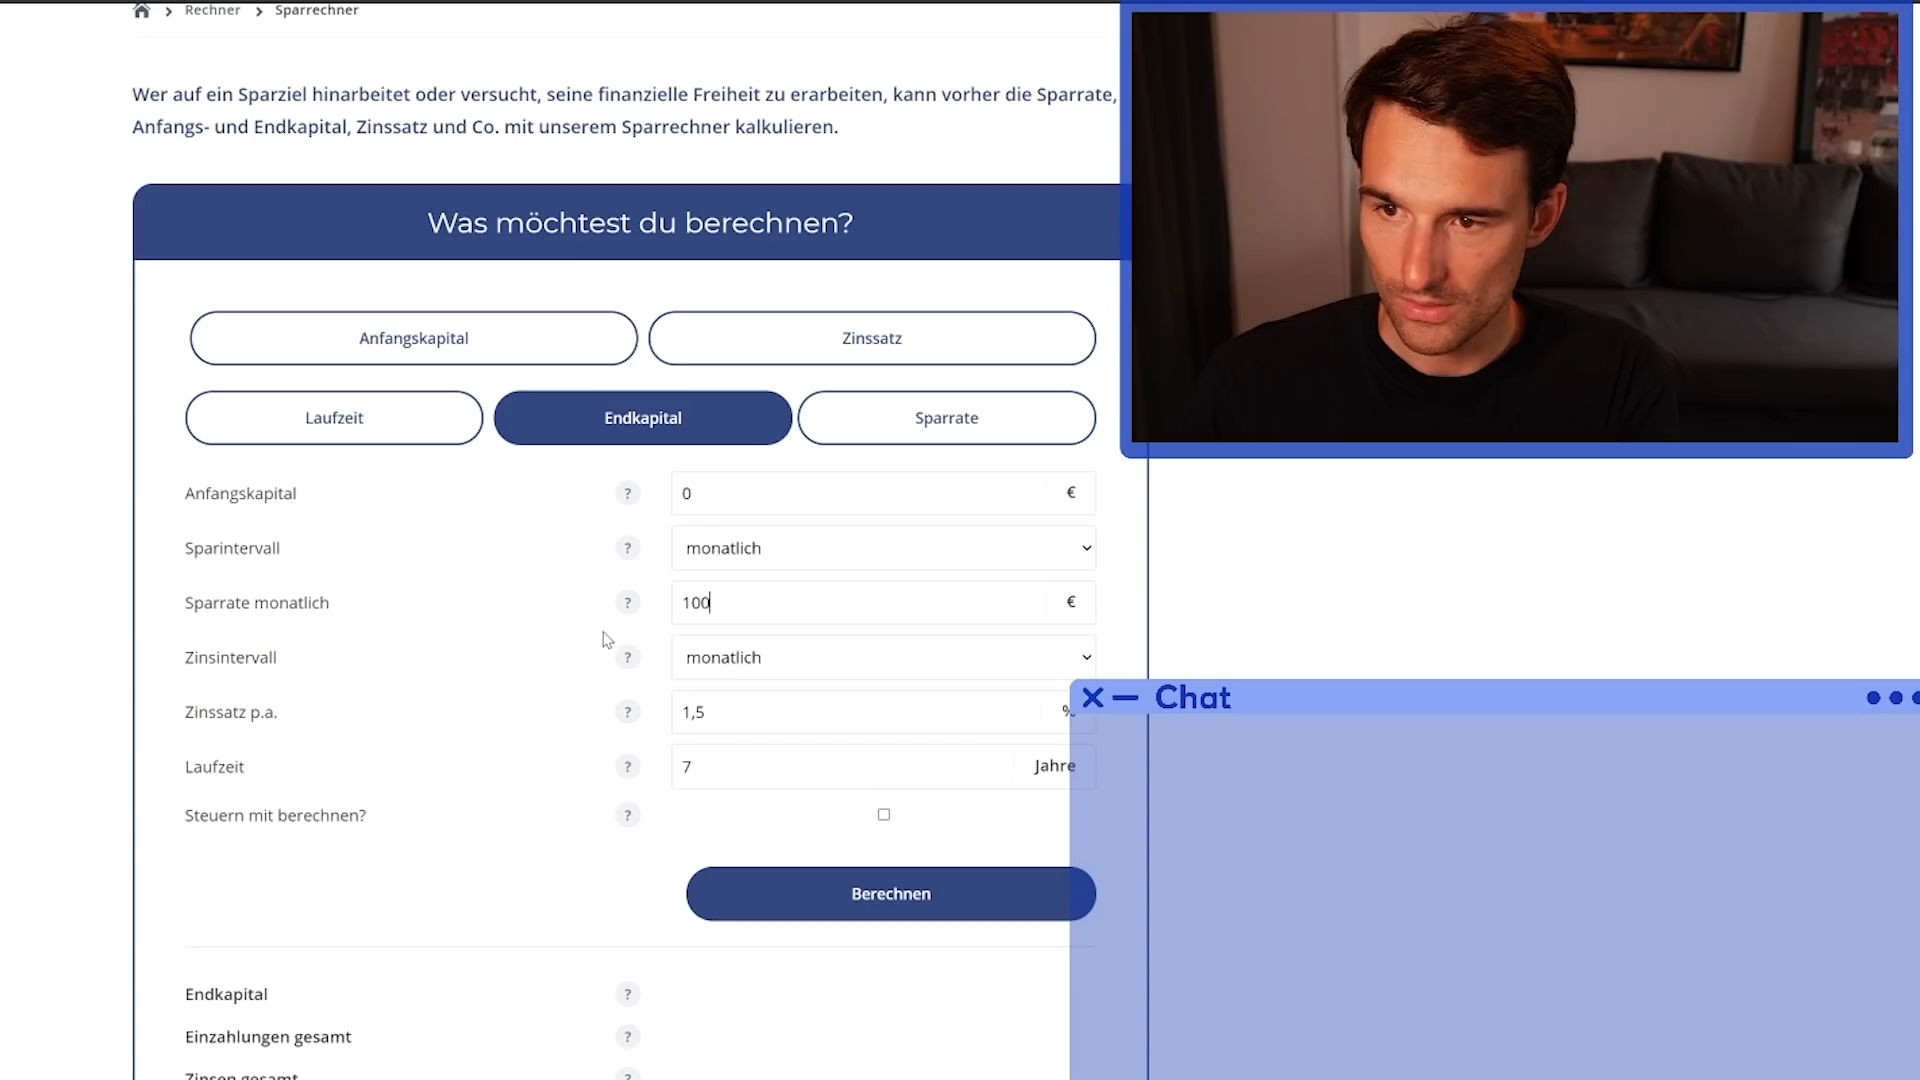 Rechner > Sparrechner
Wer auf ein Sparziel hinarbeitet oder versucht, seine finanzielle Freiheit zu erarbeiten, kann vorher die Sparrate,
Anfangs- und Endkapital, Zinssatz und Co. mit unserem Sparrechner kalkulieren.
Was möchtest du berechnen?
Anfangskapital Zinssatz
Laufzeit Endkapital Sparrate
Anfangskapital ? 0 €
Sparintervall ? monatlich
Sparrate monatlich ? 100 €
Zinsintervall ? monatlich
Zinssatz p.a. ? 1,5 %
Laufzeit ? 7 Jahre
Steuern mit berechnen? ?
Berechnen
Endkapital ?
Einzahlungen gesamt ?
Zinsen gesamt ?
Chat